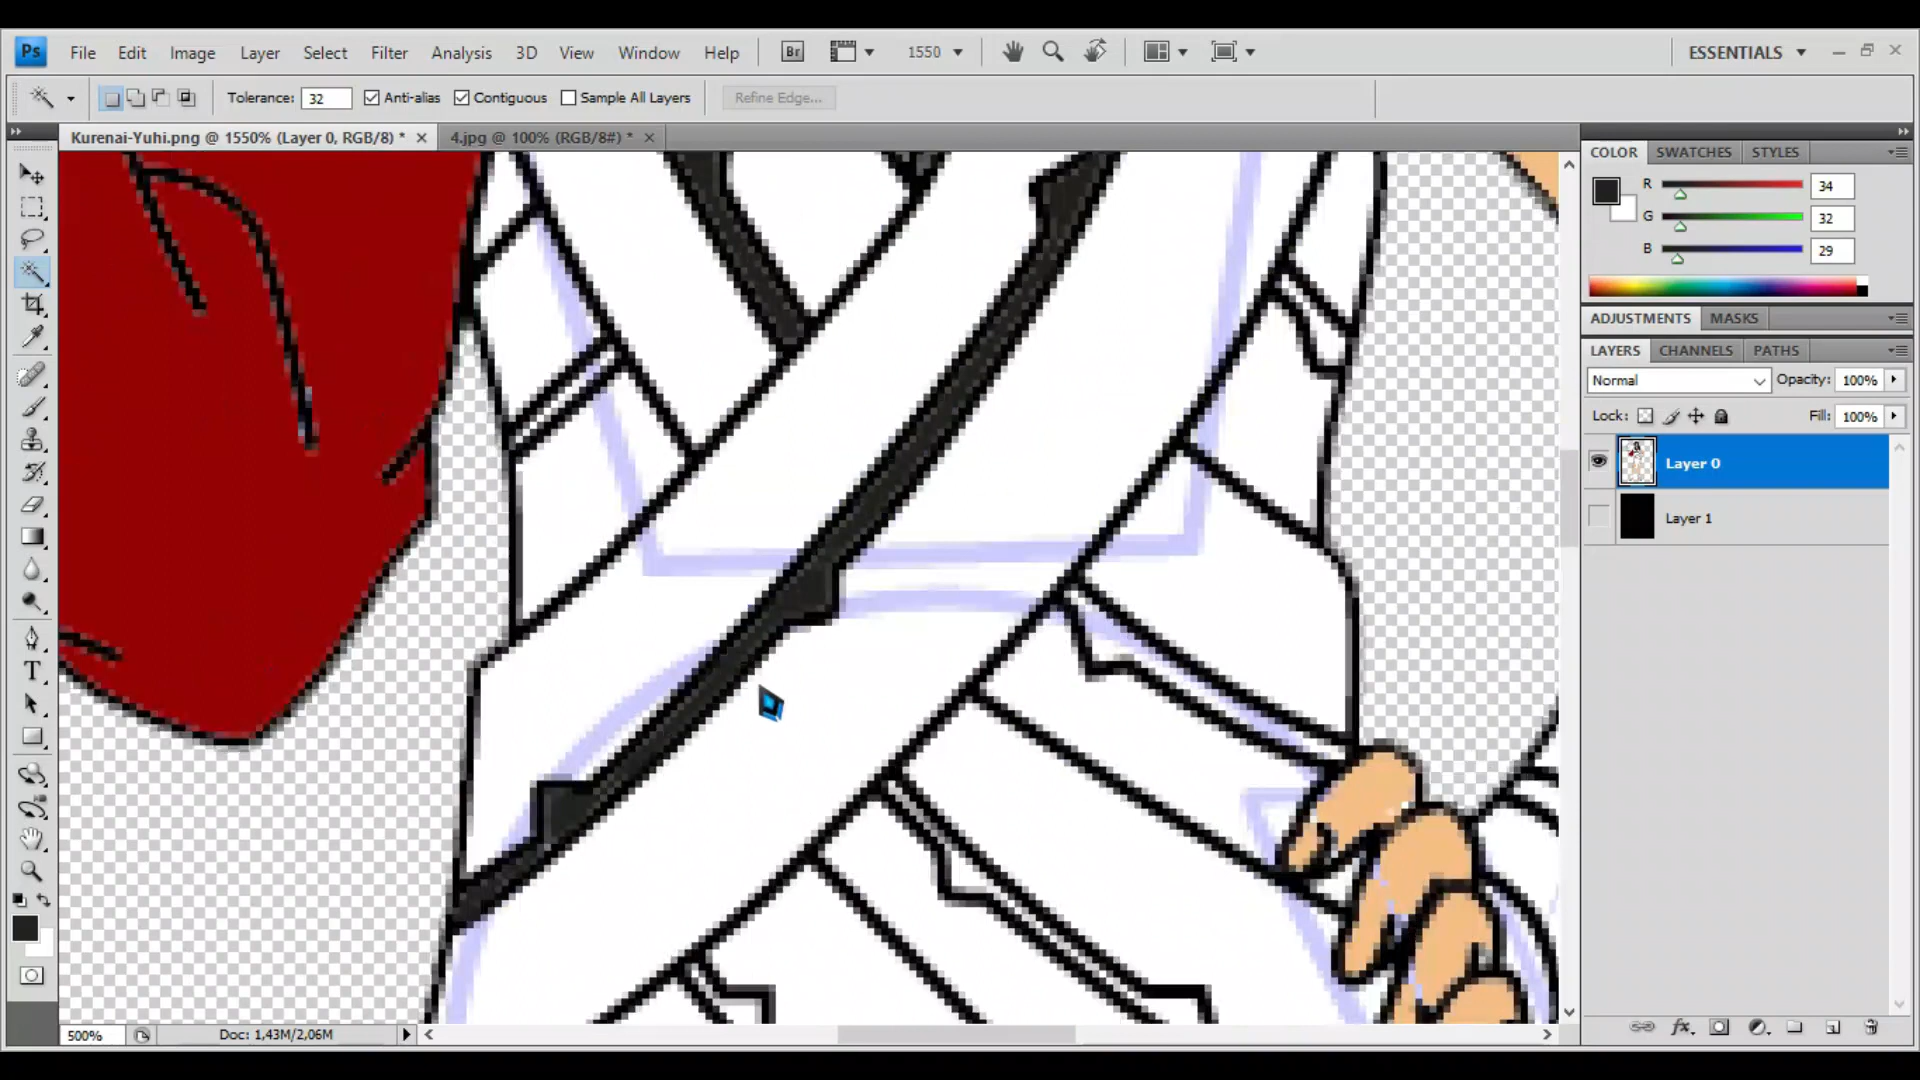 Ps File Edit Image Layer Select Filter Analysis 3D View Window Help Br 1550 ESSENTIALS
Tolerance: 32 Anti-alias Contiguous Sample All Layers Refine Edge...
Kurenai-Yuhi.png @ 1550% (Layer 0, RGB/8) * 4.jpg @ 100% (RGB/8#) *
COLOR SWATCHES STYLES
R 34
G 32
B 29
ADJUSTMENTS MASKS
LAYERS CHANNELS PATHS
Normal Opacity: 100%
Lock: Fill: 100%
Layer 0
Layer 1
T
fx
500% Doc: 1,43M/2,06M